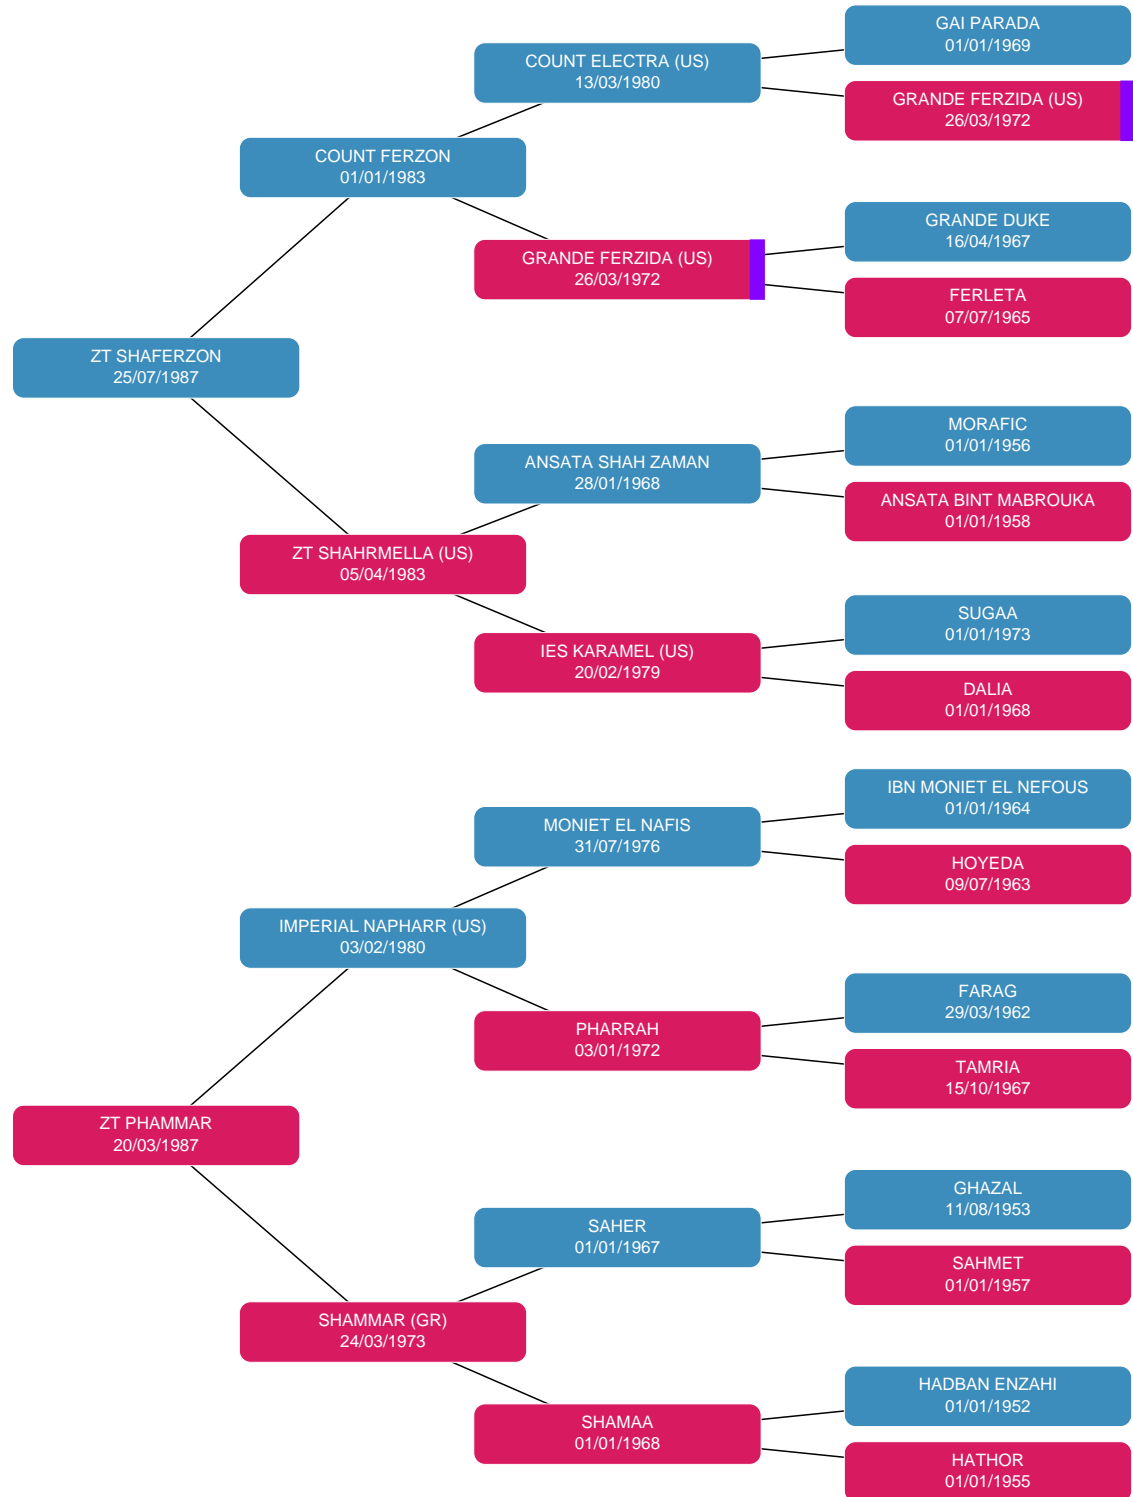 GAI PARADA
01/01/1969
COUNT ELECTRA (US)
13/03/1980
GRANDE FERZIDA (US)
26/03/1972
COUNT FERZON
01/01/1983
GRANDE DUKE
16/04/1967
GRANDE FERZIDA (US)
26/03/1972
FERLETA
07/07/1965
ZT SHAFERZON
25/07/1987
MORAFIC
01/01/1956
ANSATA SHAH ZAMAN
28/01/1968
ANSATA BINT MABROUKA
01/01/1958
ZT SHAHRMELLA (US)
05/04/1983
SUGAA
01/01/1973
IES KARAMEL (US)
20/02/1979
DALIA
01/01/1968
IBN MONIET EL NEFOUS
01/01/1964
MONIET EL NAFIS
31/07/1976
HOYEDA
09/07/1963
IMPERIAL NAPHARR (US)
03/02/1980
FARAG
29/03/1962
PHARRAH
03/01/1972
TAMRIA
15/10/1967
ZT PHAMMAR
20/03/1987
GHAZAL
11/08/1953
SAHER
01/01/1967
SAHMET
01/01/1957
SHAMMAR (GR)
24/03/1973
HADBAN ENZAHI
01/01/1952
SHAMAA
01/01/1968
HATHOR
01/01/1955